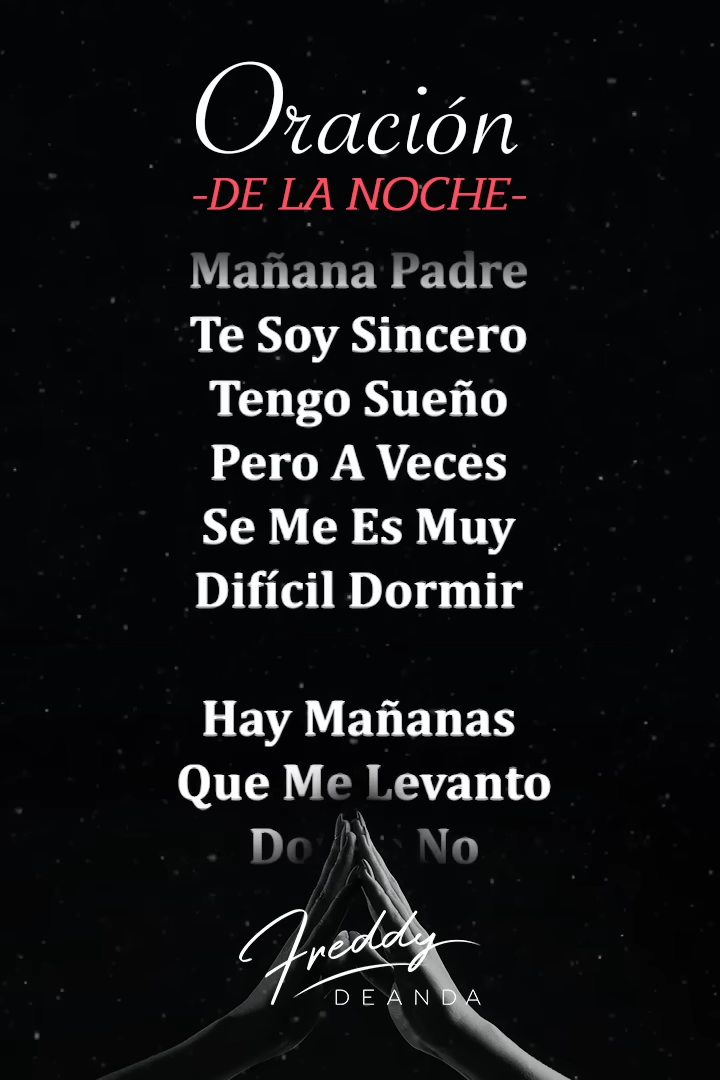 Oración
-DE LA NOCHE-
Mañana Padre
Te Soy Sincero
Tengo Sueño
Pero A Veces
Se Me Es Muy
Difícil Dormir
Hay Mañanas
Que Me Levanto
No
Freddy
DEANDA